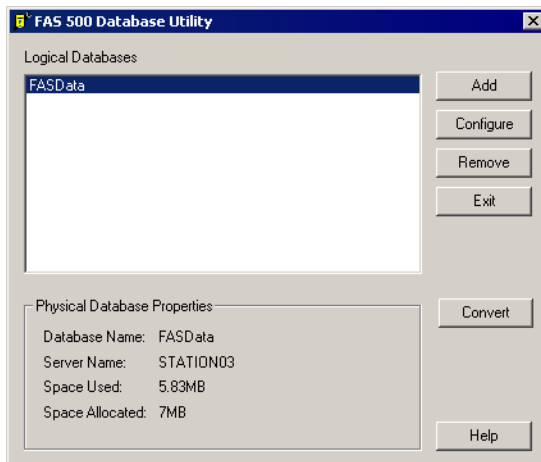 FAS 500 Database Utility
Logical Databases
FASData
Add
Configure
Remove
Exit
Physical Database Properties
Database Name: FASData
Server Name: STATION03
Space Used: 5.83MB
Space Allocated: 7MB
Convert
Help